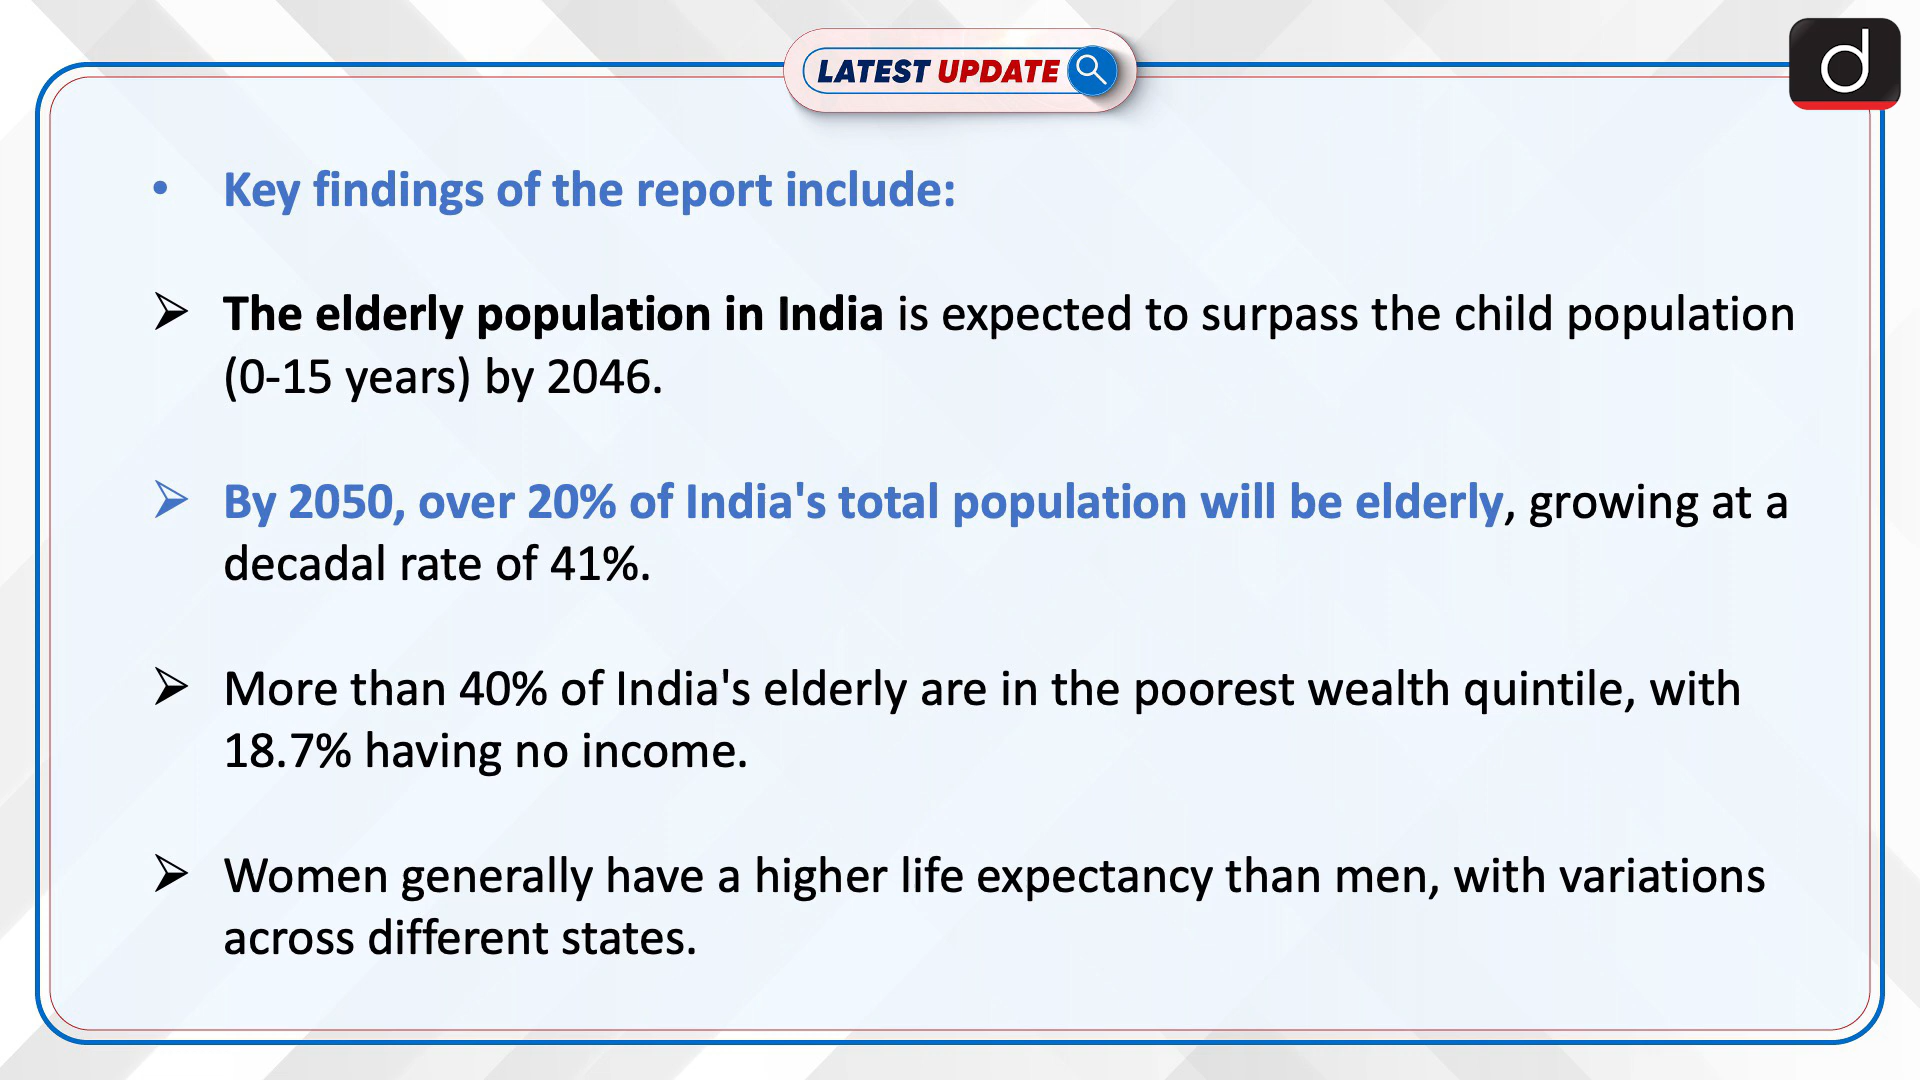 LATEST UPDATE
d
• Key findings of the report include:
➢ The elderly population in India is expected to surpass the child population
(0-15 years) by 2046.
➢ By 2050, over 20% of India's total population will be elderly, growing at a
decadal rate of 41%.
➢ More than 40% of India's elderly are in the poorest wealth quintile, with
18.7% having no income.
➢ Women generally have a higher life expectancy than men, with variations
across different states.